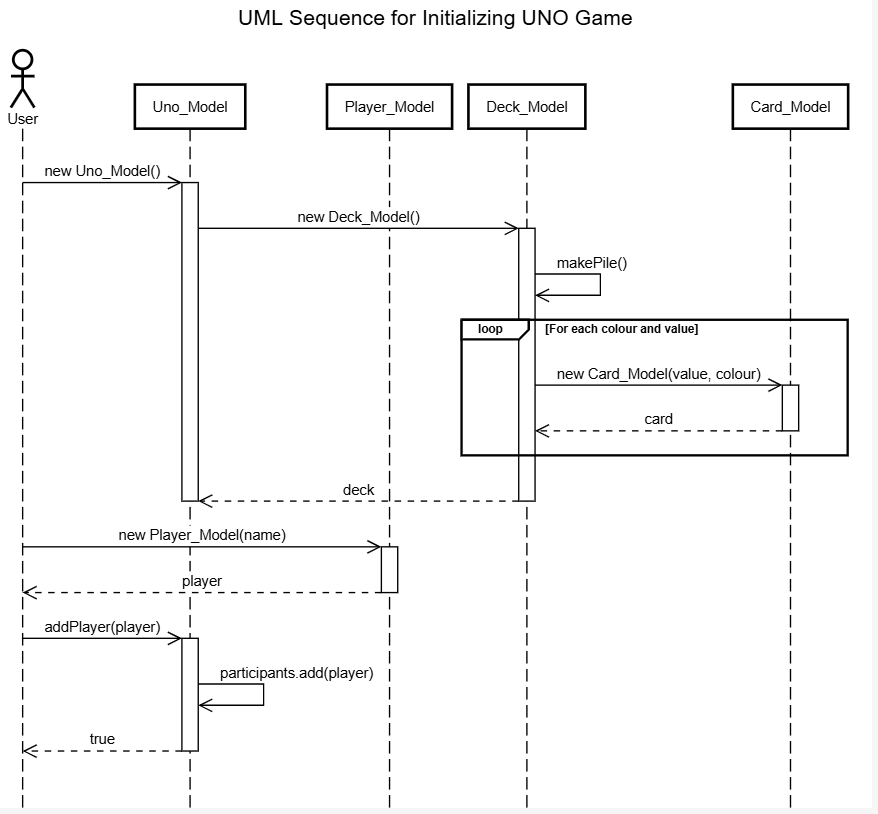 UML Sequence for Initializing UNO Game
User
Uno_Model
Player_Model
Deck_Model
Card_Model
new Uno_Model()
new Deck_Model()
makePile()
loop
[For each colour and value]
new Card_Model(value, colour)
card
deck
new Player_Model(name)
player
addPlayer(player)
participants.add(player)
true